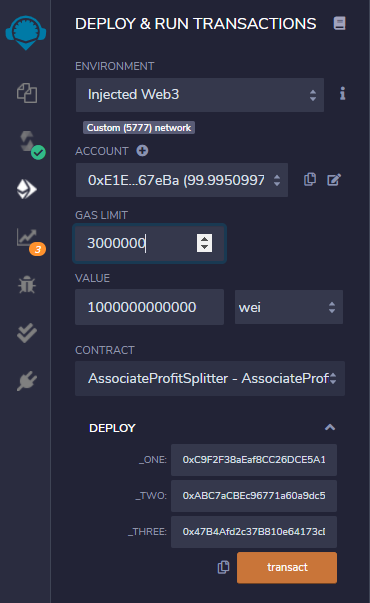 DEPLOY & RUN TRANSACTIONS
ENVIRONMENT
Injected Web3
Custom (5777) network
ACCOUNT
0xE1E...67eBa (99.9950997
GAS LIMIT
3000000
VALUE
1000000000000 wei
CONTRACT
3
AssociateProfitSplitter - AssociateProf
DEPLOY
_ONE: 0xC9F2F38aEaf8CC26DCE5A1
_TWO: 0xABC7aCBEc96771a60a9dc5
_THREE: 0x47B4Afd2c37B810e64173cl
transact